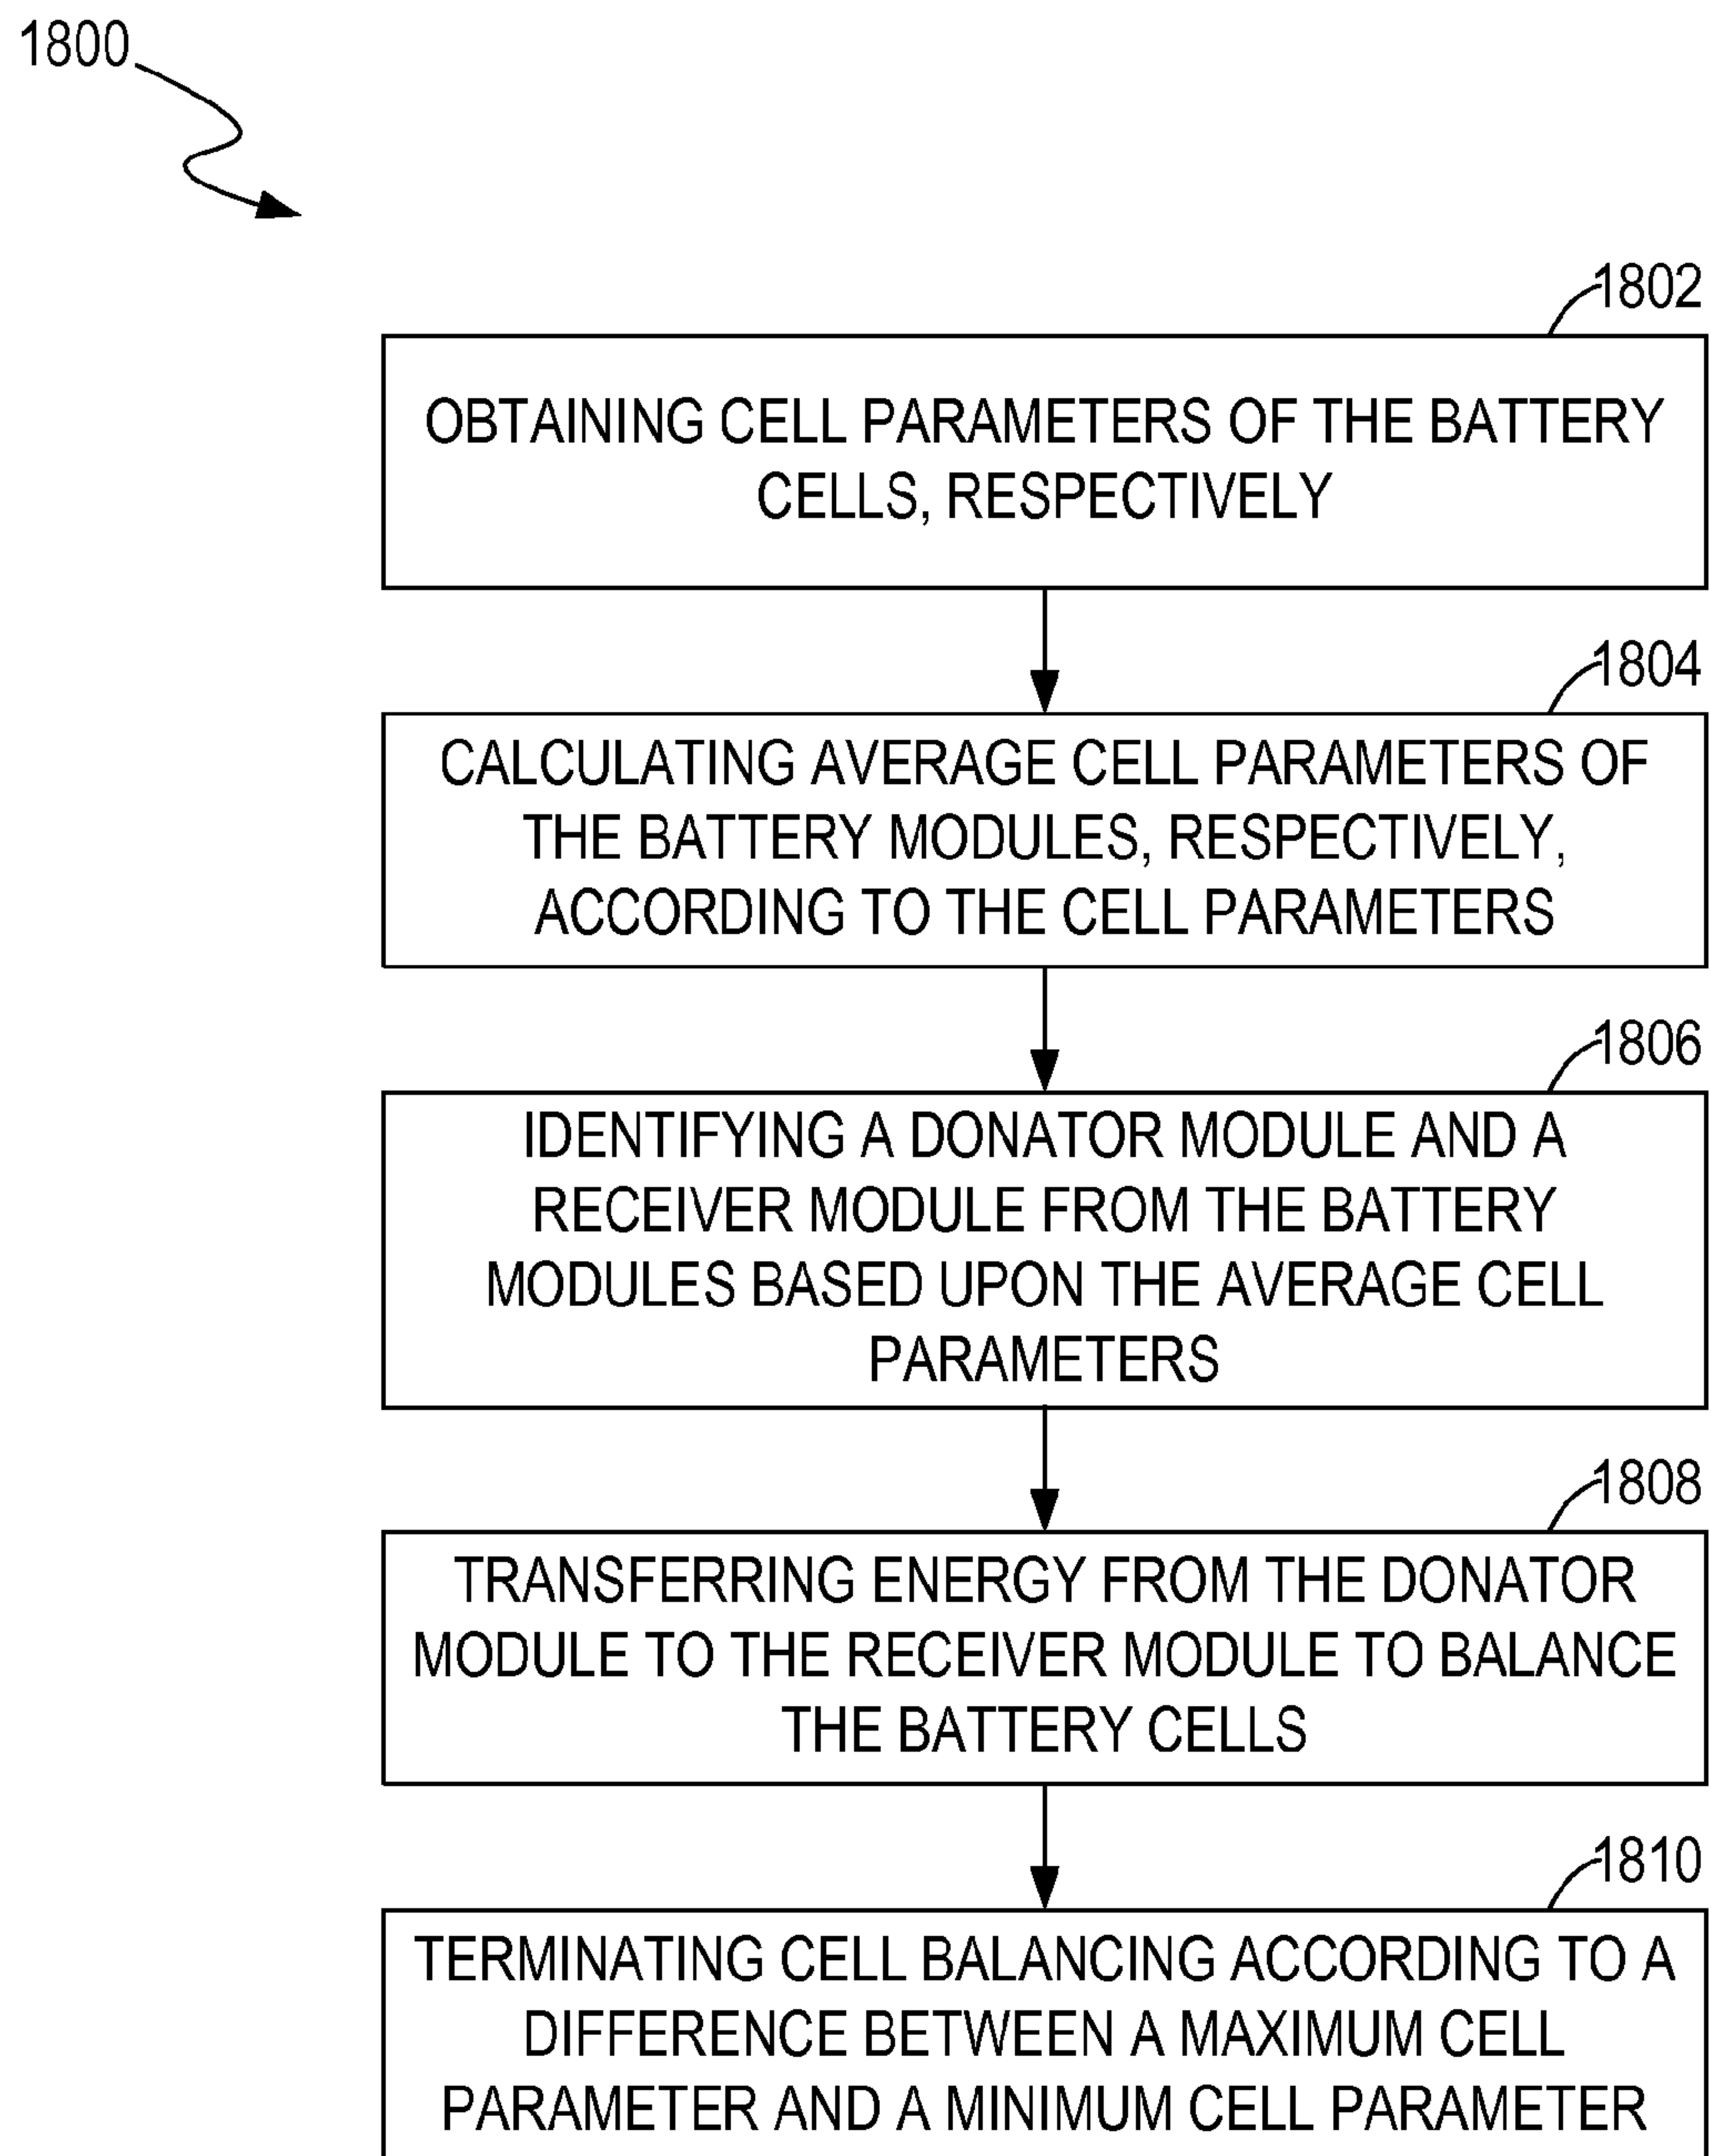 1800
1802
OBTAINING CELL PARAMETERS OF THE BATTERY
CELLS, RESPECTIVELY
1804
CALCULATING AVERAGE CELL PARAMETERS OF
THE BATTERY MODULES, RESPECTIVELY,
ACCORDING TO THE CELL PARAMETERS
1806
IDENTIFYING A DONATOR MODULE AND A
RECEIVER MODULE FROM THE BATTERY
MODULES BASED UPON THE AVERAGE CELL
PARAMETERS
1808
TRANSFERRING ENERGY FROM THE DONATOR
MODULE TO THE RECEIVER MODULE TO BALANCE
THE BATTERY CELLS
1810
TERMINATING CELL BALANCING ACCORDING TO A
DIFFERENCE BETWEEN A MAXIMUM CELL
PARAMETER AND A MINIMUM CELL PARAMETER